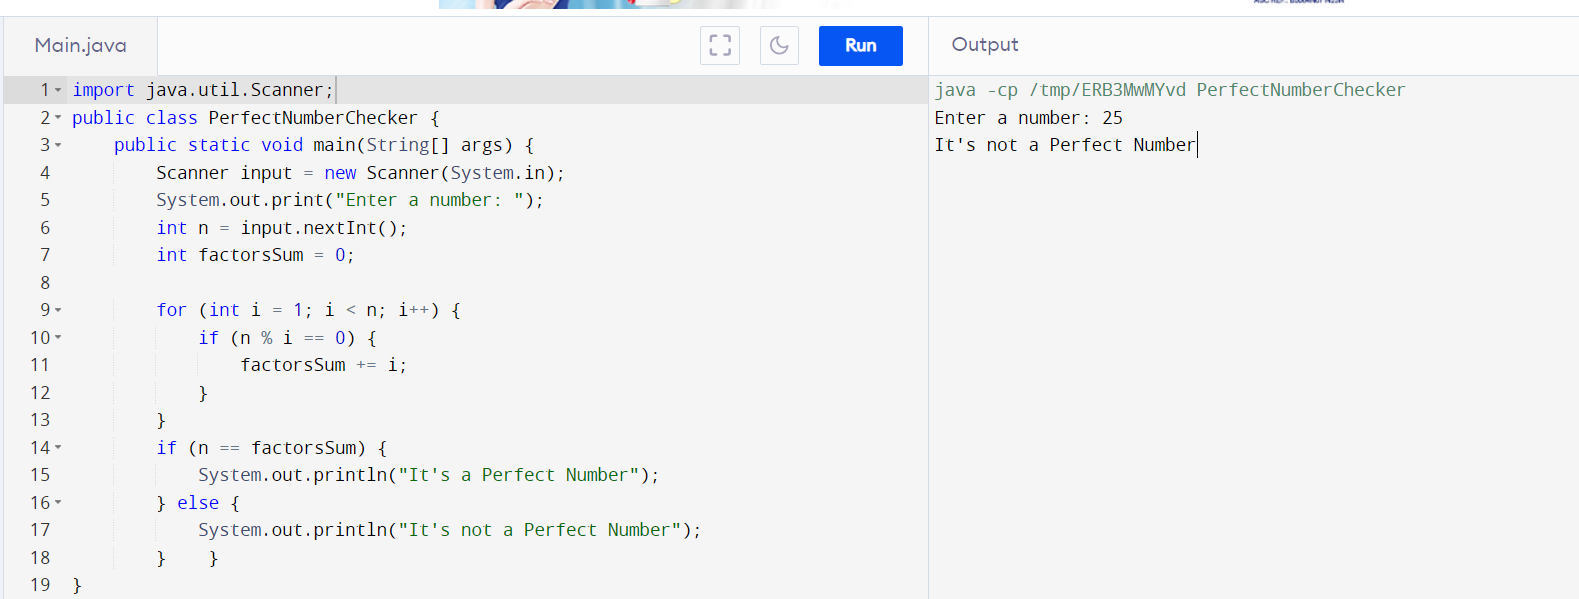 Main.java
Run
1 import java.util.Scanner;
2 public class PerfectNumberChecker {
3 public static void main(String[] args) {
4 Scanner input = new Scanner(System.in);
5 System.out.print("Enter a number: ");
6 int n = input.nextInt();
7 int factorsSum = 0;
8
9 for (int i = 1; i < n; i++) {
10 if (n % i == 0) {
11 factorsSum += i;
12 }
13 }
14 if (n == factorsSum) {
15 System.out.println("It's a Perfect Number");
16 } else {
17 System.out.println("It's not a Perfect Number");
18 } }
19 }
Output
java -cp /tmp/ERB3MwMYvd PerfectNumberChecker
Enter a number: 25
It's not a Perfect Number